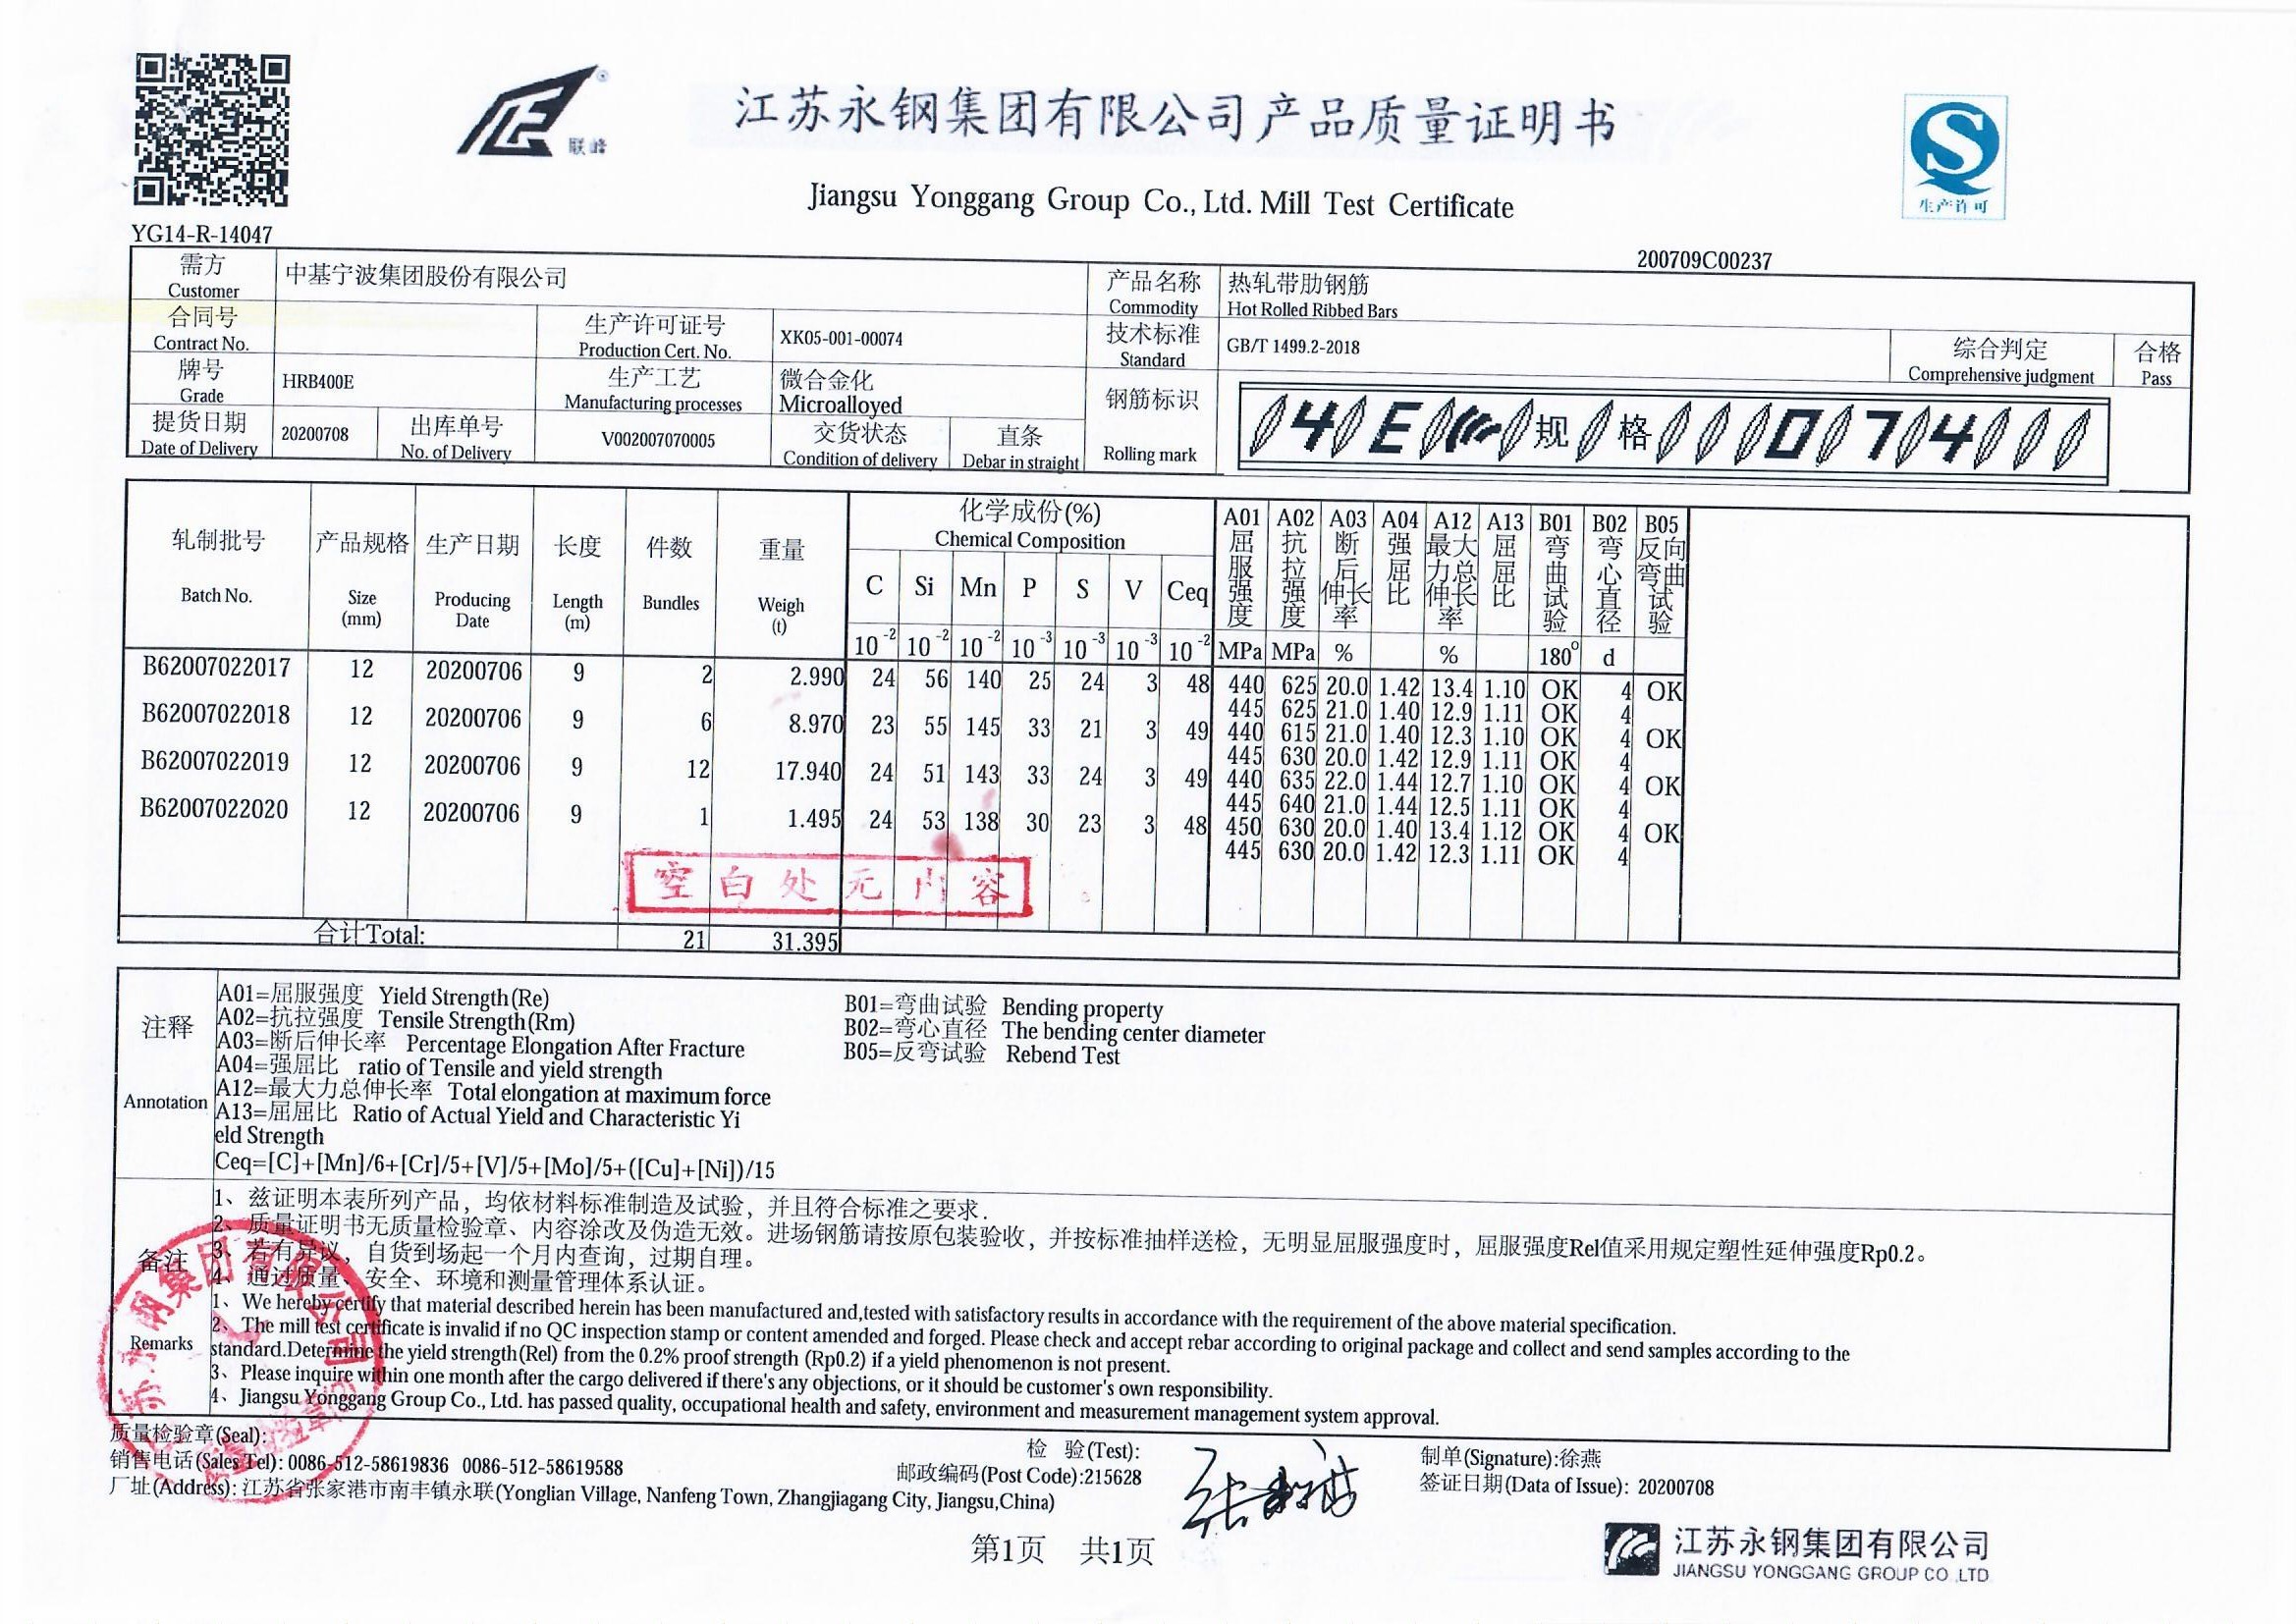 联峰
江苏永钢集团有限公司产品质量证明书
Jiangsu Yonggang Group Co., Ltd. Mill Test Certificate
生产许可
YG14-R-14047
200709C00237
需方 Customer 中基宁波集团股份有限公司 产品名称 Commodity 热轧带肋钢筋 Hot Rolled Ribbed Bars
合同号 Contract No. 生产许可证号 Production Cert. No. XK05-001-00074 技术标准 Standard GB/T 1499.2-2018 综合判定 Comprehensive judgment 合格 Pass
牌号 Grade HRB400E 生产工艺 Manufacturing processes 微合金化 Microalloyed 钢筋标识 Rolling mark 4 E 规 格 0 7 4
提货日期 Date of Delivery 20200708 出库单号 No. of Delivery V002007070005 交货状态 Condition of delivery 直条 Debar in straight
轧制批号 Batch No. 产品规格 Size (mm) 生产日期 Producing Date 长度 Length (m) 件数 Bundles 重量 Weigh (t) 化学成份(%) Chemical Composition
C Si Mn P S V Ceq
10-2 10-2 10-2 10-3 10-3 10-3 10-2
A01 屈服强度 MPa A02 抗拉强度 MPa A03 断后伸长率 % A04 强屈比 A12 最大力总伸长率 % A13 屈屈比 B01 弯曲试验 180° B02 弯心直径 d B05 反向弯曲试验
B62007022017 12 20200706 9 2 2.990 24 56 140 25 24 3 48 440 625 20.0 1.42 13.4 1.10 OK 4 OK
445 625 21.0 1.40 12.9 1.11 OK 4
B62007022018 12 20200706 9 6 8.970 23 55 145 33 21 3 49 440 615 21.0 1.40 12.3 1.10 OK 4 OK
445 630 20.0 1.42 12.9 1.11 OK 4
B62007022019 12 20200706 9 12 17.940 24 51 143 33 24 3 49 440 635 22.0 1.44 12.7 1.10 OK 4 OK
445 640 21.0 1.44 12.5 1.11 OK 4
B62007022020 12 20200706 9 1 1.495 24 53 138 30 23 3 48 450 630 20.0 1.40 13.4 1.12 OK 4 OK
445 630 20.0 1.42 12.3 1.11 OK 4
空白处无内容
合计Total: 21 31.395
注释 Annotation
A01=屈服强度 Yield Strength(Re)
A02=抗拉强度 Tensile Strength(Rm)
A03=断后伸长率 Percentage Elongation After Fracture
A04=强屈比 ratio of Tensile and yield strength
A12=最大力总伸长率 Total elongation at maximum force
A13=屈屈比 Ratio of Actual Yield and Characteristic Yi
eld Strength
Ceq=[C]+[Mn]/6+[Cr]/5+[V]/5+[Mo]/5+([Cu]+[Ni])/15
B01=弯曲试验 Bending property
B02=弯心直径 The bending center diameter
B05=反弯试验 Rebend Test
备注 Remarks
1、兹证明本表所列产品，均依材料标准制造及试验，并且符合标准之要求.
2、质量证明书无质量检验章、内容涂改及伪造无效。进场钢筋请按原包装验收，并按标准抽样送检，无明显屈服强度时，屈服强度Rel值采用规定塑性延伸强度Rp0.2。
3、若有异议，自货到场起一个月内查询，过期自理。
4、通过质量、安全、环境和测量管理体系认证。
1、We hereby certify that material described herein has been manufactured and,tested with satisfactory results in accordance with the requirement of the above material specification.
2、The mill test certificate is invalid if no QC inspection stamp or content amended and forged. Please check and accept rebar according to original package and collect and send samples according to the
standard.Determine the yield strength(Rel) from the 0.2% proof strength (Rp0.2) if a yield phenomenon is not present.
3、Please inquire within one month after the cargo delivered if there's any objections, or it should be customer's own responsibility.
4、Jiangsu Yonggang Group Co., Ltd. has passed quality, occupational health and safety, environment and measurement management system approval.
质量检验章(Seal):
销售电话(Sales Tel): 0086-512-58619836 0086-512-58619588
厂址(Address): 江苏省张家港市南丰镇永联(Yonglian Village, Nanfeng Town, Zhangjiagang City, Jiangsu,China)
检 验(Test):
邮政编码(Post Code):215628
制单(Signature):徐燕
签证日期(Data of Issue): 20200708
第1页 共1页
江苏永钢集团有限公司
JIANGSU YONGGANG GROUP CO .,LTD